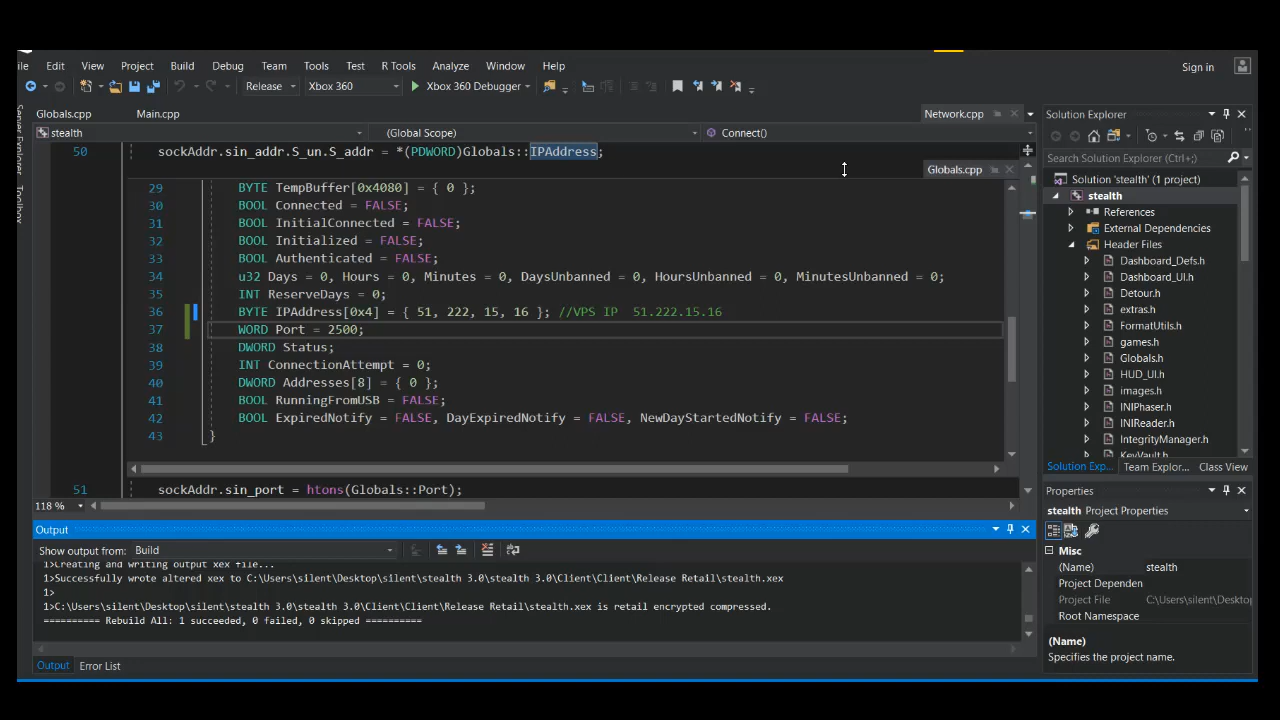 ile Edit View Project Build Debug Team Tools Test R Tools Analyze Window Help
Sign in
Release Xbox 360 Xbox 360 Debugger
Globals.cpp Main.cpp Network.cpp
stealth (Global Scope) Connect()
50 sockAddr.sin_addr.S_un.S_addr = *(PDWORD)Globals::IPAddress;
Globals.cpp
29 BYTE TempBuffer[0x4080] = { 0 };
30 BOOL Connected = FALSE;
31 BOOL InitialConnected = FALSE;
32 BOOL Initialized = FALSE;
33 BOOL Authenticated = FALSE;
34 u32 Days = 0, Hours = 0, Minutes = 0, DaysUnbanned = 0, HoursUnbanned = 0, MinutesUnbanned = 0;
35 INT ReserveDays = 0;
36 BYTE IPAddress[0x4] = { 51, 222, 15, 16 }; //VPS IP 51.222.15.16
37 WORD Port = 2500;
38 DWORD Status;
39 INT ConnectionAttempt = 0;
40 DWORD Addresses[8] = { 0 };
41 BOOL RunningFromUSB = FALSE;
42 BOOL ExpiredNotify = FALSE, DayExpiredNotify = FALSE, NewDayStartedNotify = FALSE;
43 }
51 sockAddr.sin_port = htons(Globals::Port);
118 %
Output
Show output from: Build
1>Creating and writing output xex file...
1>Successfully wrote altered xex to C:\Users\silent\Desktop\silent\stealth 3.0\stealth 3.0\Client\Client\Release Retail\stealth.xex
1>
1>C:\Users\silent\Desktop\silent\stealth 3.0\stealth 3.0\Client\Client\Release Retail\stealth.xex is retail encrypted compressed.
========== Rebuild All: 1 succeeded, 0 failed, 0 skipped ==========
Output Error List
Server Explorer
Toolbox
Solution Explorer
Search Solution Explorer (Ctrl+;)
Solution 'stealth' (1 project)
stealth
References
External Dependencies
Header Files
Dashboard_Defs.h
Dashboard_UI.h
Detour.h
extras.h
FormatUtils.h
games.h
Globals.h
HUD_UI.h
images.h
INIPhaser.h
INIReader.h
IntegrityManager.h
KeyVault.h
Solution Exp... Team Explor... Class View
Properties
stealth Project Properties
Misc
(Name) stealth
Project Dependen
Project File C:\Users\silent\Deskto
Root Namespace
(Name)
Specifies the project name.